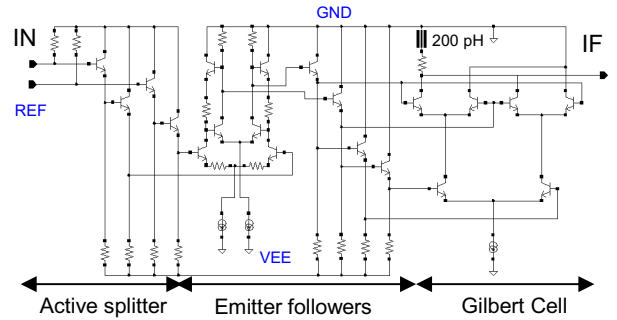 GND
IN
200 pH
IF
REF
VEE
Active splitter
Emitter followers
Gilbert Cell